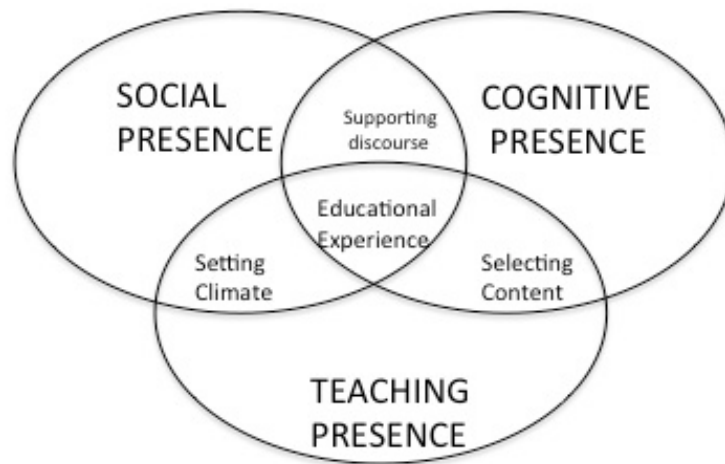 SOCIAL
PRESENCE
COGNITIVE
PRESENCE
Supporting
discourse
Educational
Experience
Setting
Climate
Selecting
Content
TEACHING
PRESENCE